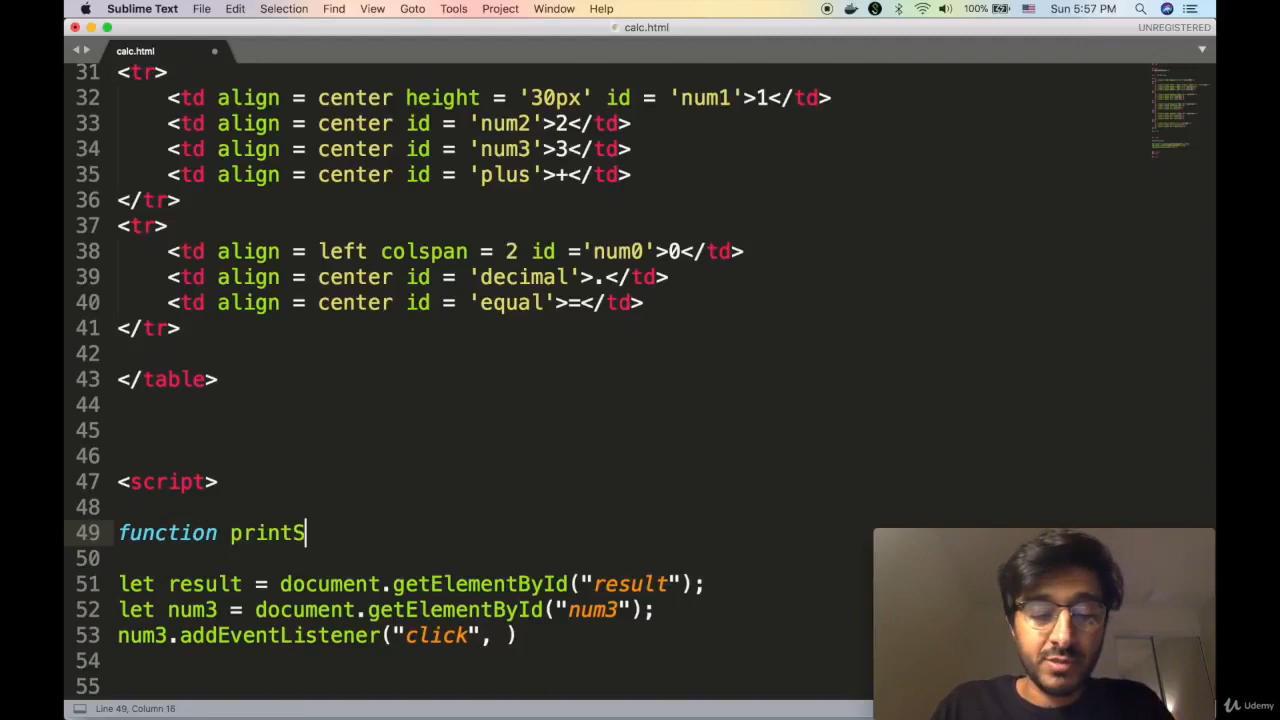 Sublime Text File Edit Selection Find View Goto Tools Project Window Help 100% Sun 5:57 PM
calc.html UNREGISTERED
calc.html
31 <tr>
32 <td align = center height = '30px' id = 'num1'>1</td>
33 <td align = center id = 'num2'>2</td>
34 <td align = center id = 'num3'>3</td>
35 <td align = center id = 'plus'>+</td>
36 </tr>
37 <tr>
38 <td align = left colspan = 2 id ='num0'>0</td>
39 <td align = center id = 'decimal'>.</td>
40 <td align = center id = 'equal'>=</td>
41 </tr>
42
43 </table>
44
45
46
47 <script>
48
49 function printS
50
51 let result = document.getElementById("result");
52 let num3 = document.getElementById("num3");
53 num3.addEventListener("click", )
54
55
Line 49, Column 16
Udemy